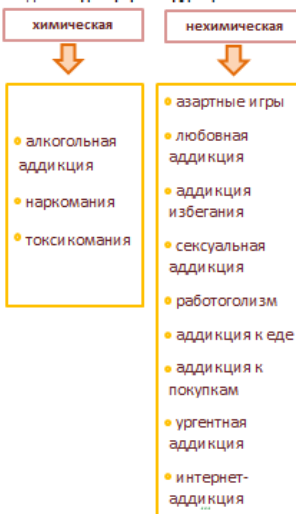 химическая
алкогольная
аддикция
наркомания
токсикомания
нехимическая
азартные игры
любовная
аддикция
аддикция
избегания
сексуальная
аддикция
работоголизм
аддикция к еде
аддикция к
покупкам
ургентная
аддикция
интернет-
аддикция